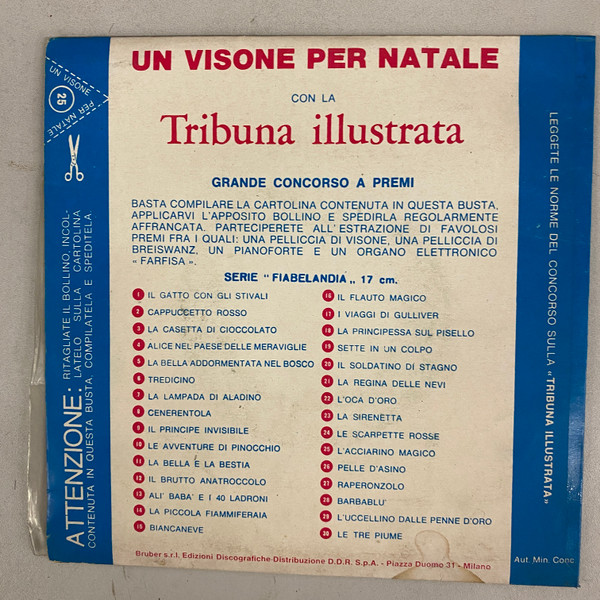 UN VISONE PER NATALE
CON LA
Tribuna illustrata
GRANDE CONCORSO A PREMI
BASTA COMPILARE LA CARTOLINA CONTENUTA IN QUESTA BUSTA,
APPLICARVI L'APPOSITO BOLLINO E SPEDIRLA REGOLARMENTE
AFFRANCATA. PARTECIPERETE ALL'ESTRAZIONE DI FAVOLOSI
PREMI FRA I QUALI: UNA PELLICCIA DI VISONE, UNA PELLICCIA DI
BREISWANZ, UN PIANOFORTE E UN ORGANO ELETTRONICO
« FARFISA ».
SERIE "FIABELANDIA„ 17 cm.
1 IL GATTO CON GLI STIVALI
2 CAPPUCCETTO ROSSO
3 LA CASETTA DI CIOCCOLATO
4 ALICE NEL PAESE DELLE MERAVIGLIE
5 LA BELLA ADDORMENTATA NEL BOSCO
6 TREDICINO
7 LA LAMPADA DI ALADINO
8 CENERENTOLA
9 IL PRINCIPE INVISIBILE
10 LE AVVENTURE DI PINOCCHIO
11 LA BELLA E LA BESTIA
12 IL BRUTTO ANATROCCOLO
13 ALI' BABA' E I 40 LADRONI
14 LA PICCOLA FIAMMIFERAIA
15 BIANCANEVE
16 IL FLAUTO MAGICO
17 I VIAGGI DI GULLIVER
18 LA PRINCIPESSA SUL PISELLO
19 SETTE IN UN COLPO
20 IL SOLDATINO DI STAGNO
21 LA REGINA DELLE NEVI
22 L'OCA D'ORO
23 LA SIRENETTA
24 LE SCARPETTE ROSSE
25 L'ACCIARINO MAGICO
26 PELLE D'ASINO
27 RAPERONZOLO
28 BARBABLU'
29 L'UCCELLINO DALLE PENNE D'ORO
30 LE TRE PIUME
Bruber s.r.l. Edizioni Discografiche-Distribuzione D.D.R. S.p.A. - Piazza Duomo 31 - Milano
UN VISONE
25
PER NATALE
ATTENZIONE:
RITAGLIATE IL BOLLINO, INCOL-
LATELO SULLA CARTOLINA
CONTENUTA IN QUESTA BUSTA, COMPILATELA E SPEDITELA
LEGGETE LE NORME DEL CONCORSO SULLA «TRIBUNA ILLUSTRATA»
Aut. Min. Conc